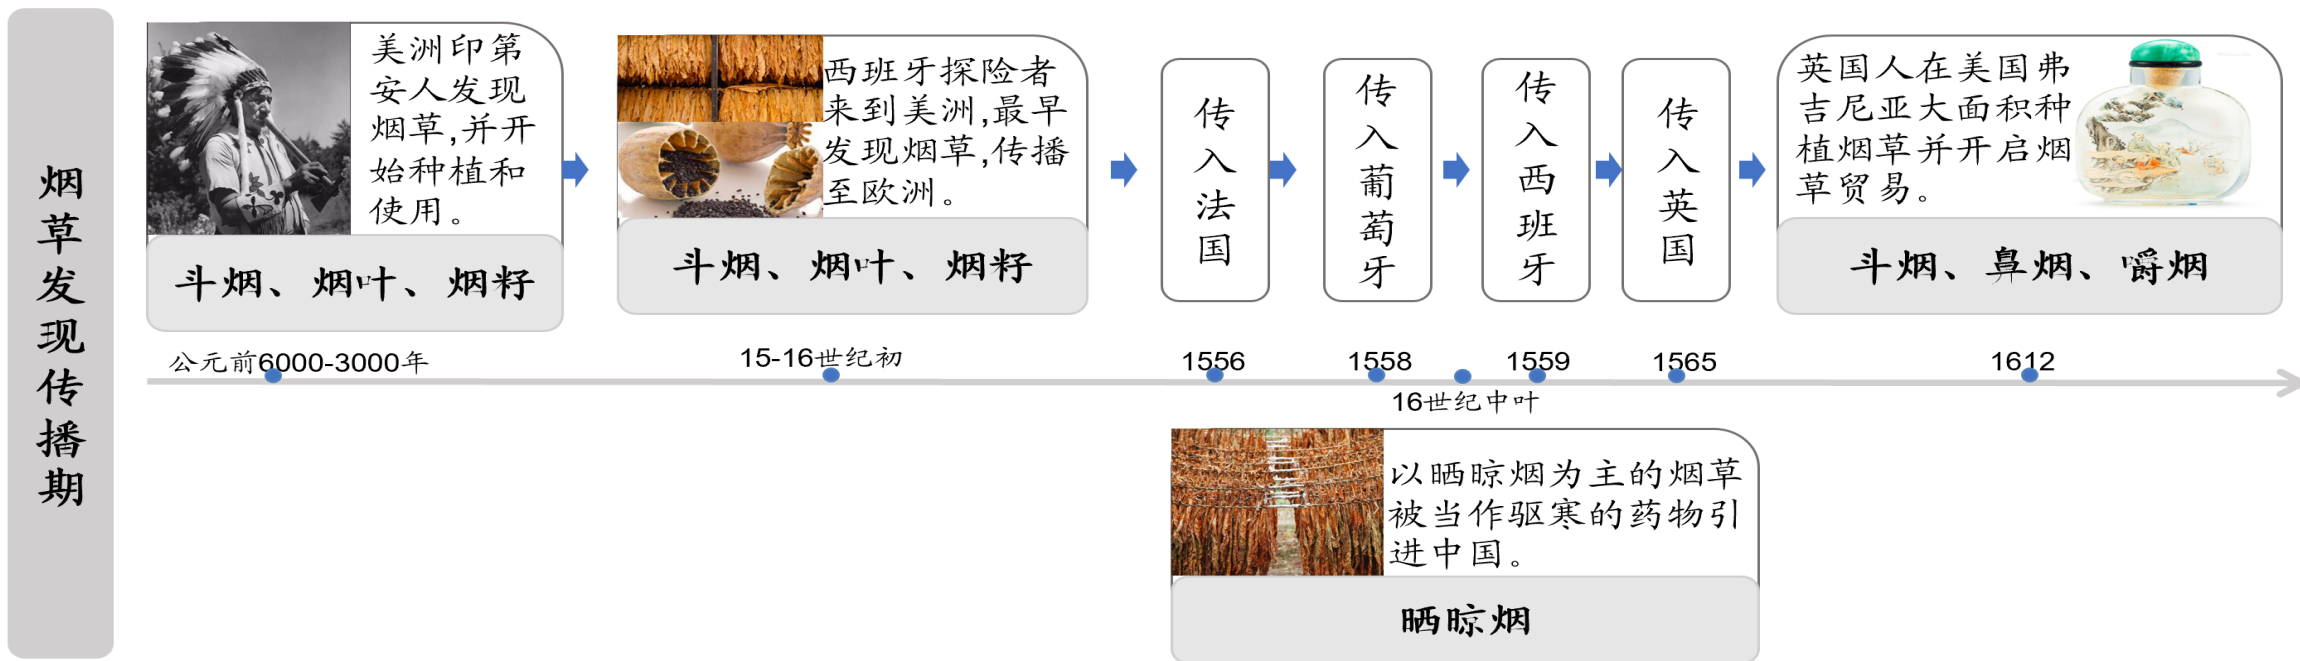 烟草发现传播期
美洲印第
安人发现
烟草,并开
始种植和
使用。
斗烟、烟叶、烟籽
西班牙探险者
来到美洲,最早
发现烟草,传播
至欧洲。
斗烟、烟叶、烟籽
传入法国
传入葡萄牙
传入西班牙
传入英国
英国人在美国弗
吉尼亚大面积种
植烟草并开启烟
草贸易。
斗烟、鼻烟、嚼烟
公元前6000-3000年
15-16世纪初
1556
1558
1559
1565
1612
16世纪中叶
以晒晾烟为主的烟草
被当作驱寒的药物引
进中国。
晒晾烟